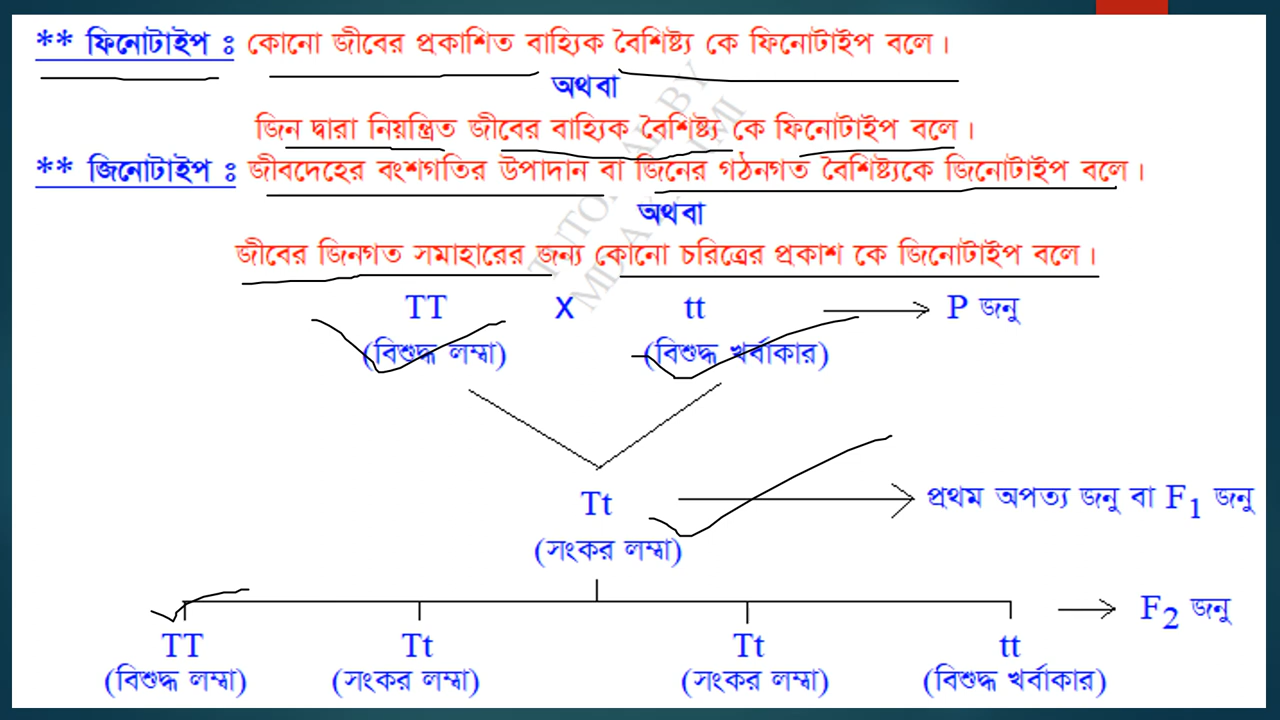 ** ফিনোটাইপ ঃ কোনো জীবের প্রকাশিত বাহ্যিক বৈশিষ্ট্য কে ফিনোটাইপ বলে।
অথবা
জিন দ্বারা নিয়ন্ত্রিত জীবের বাহ্যিক বৈশিষ্ট্য কে ফিনোটাইপ বলে।
** জিনোটাইপ ঃ জীবদেহের বংশগতির উপাদান বা জিনের গঠনগত বৈশিষ্ট্যকে জিনোটাইপ বলে।
অথবা
জীবের জিনগত সমাহারের জন্য কোনো চরিত্রের প্রকাশ কে জিনোটাইপ বলে।
TT X tt P জনু
(বিশুদ্ধ লম্বা) (বিশুদ্ধ খর্বাকার)
Tt প্রথম অপত্য জনু বা F1 জনু
(সংকর লম্বা)
F2 জনু
TT Tt Tt tt
(বিশুদ্ধ লম্বা) (সংকর লম্বা) (সংকর লম্বা) (বিশুদ্ধ খর্বাকার)